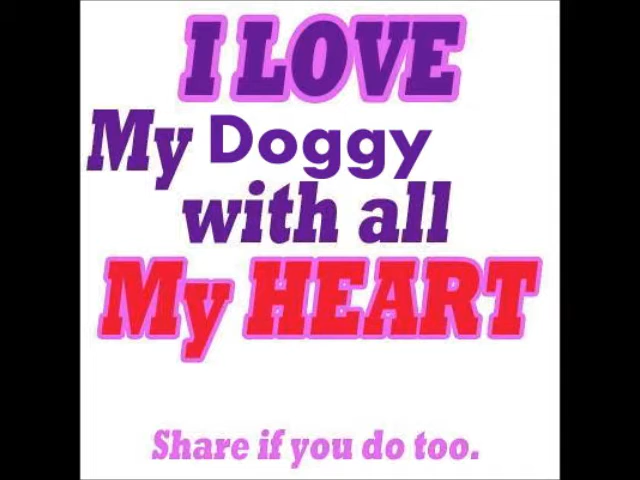 I LOVE
My Doggy
with all
My HEART
Share if you do too.